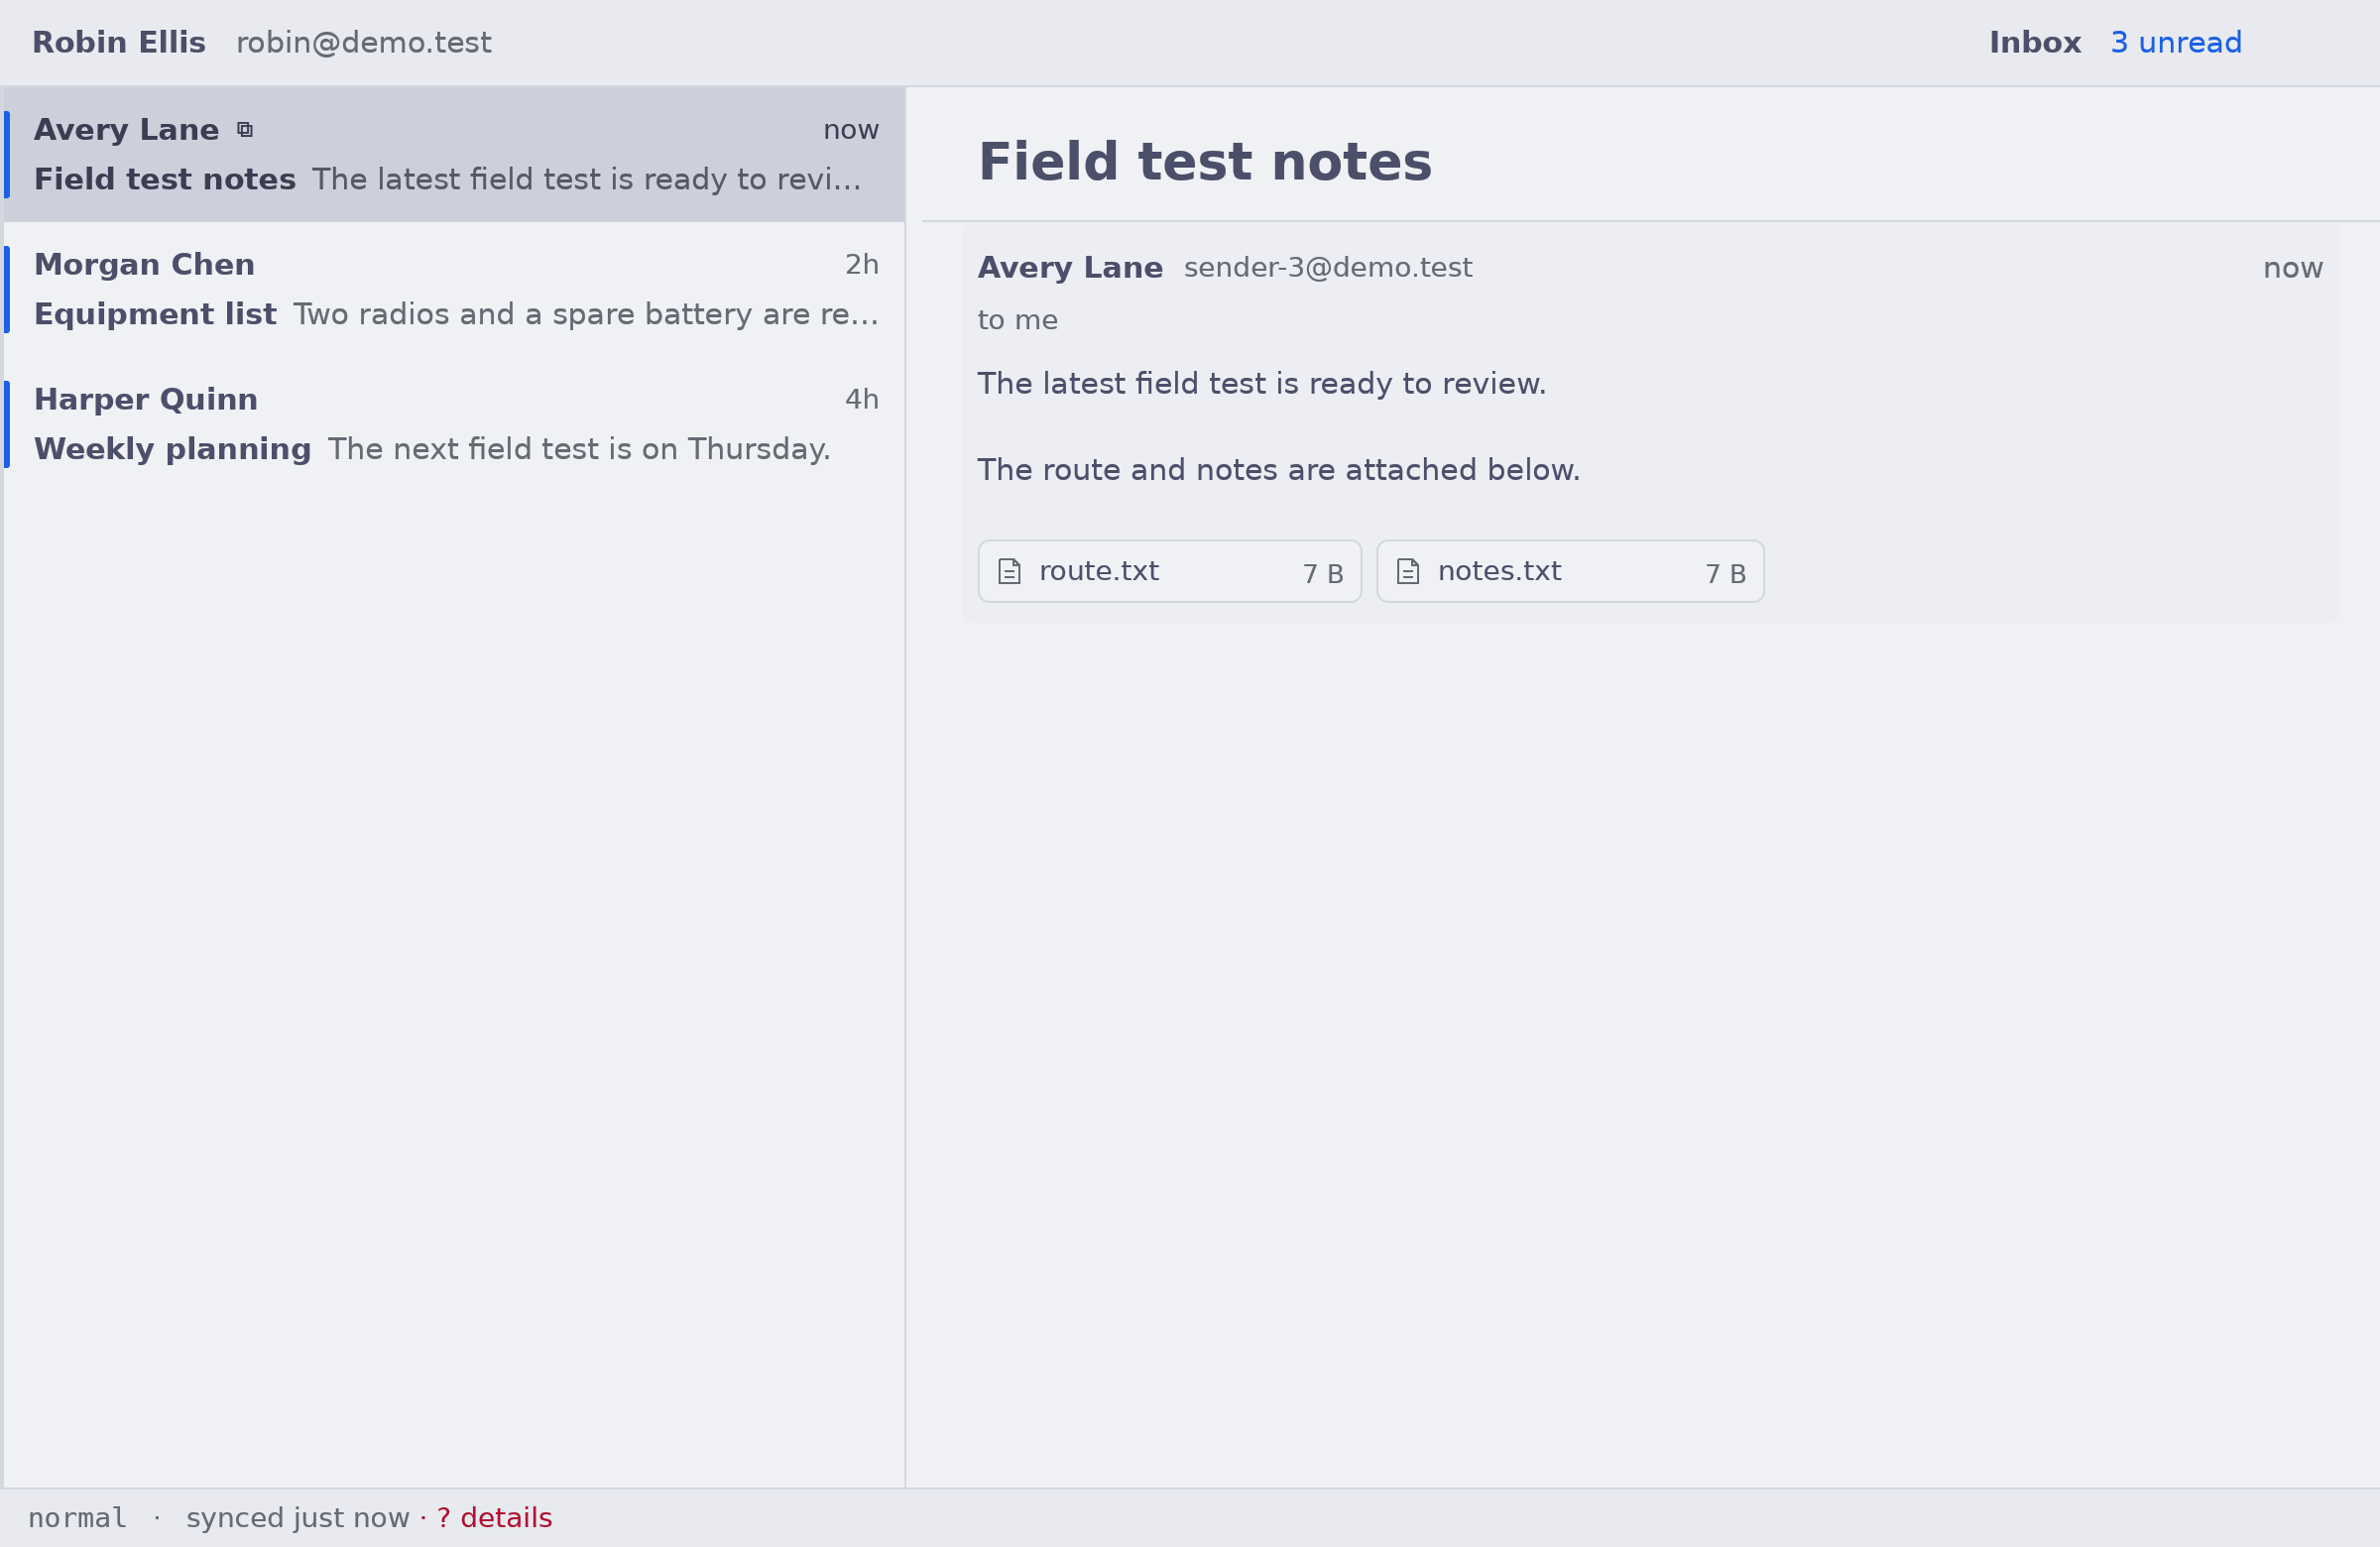 Robin Ellis robin@demo.test Inbox 3 unread
Avery Lane now
Field test notes The latest field test is ready to revi…
Morgan Chen 2h
Equipment list Two radios and a spare battery are re…
Harper Quinn 4h
Weekly planning The next field test is on Thursday.
Field test notes
Avery Lane sender-3@demo.test now
to me
The latest field test is ready to review.
The route and notes are attached below.
route.txt 7 B notes.txt 7 B
normal · synced just now · ? details